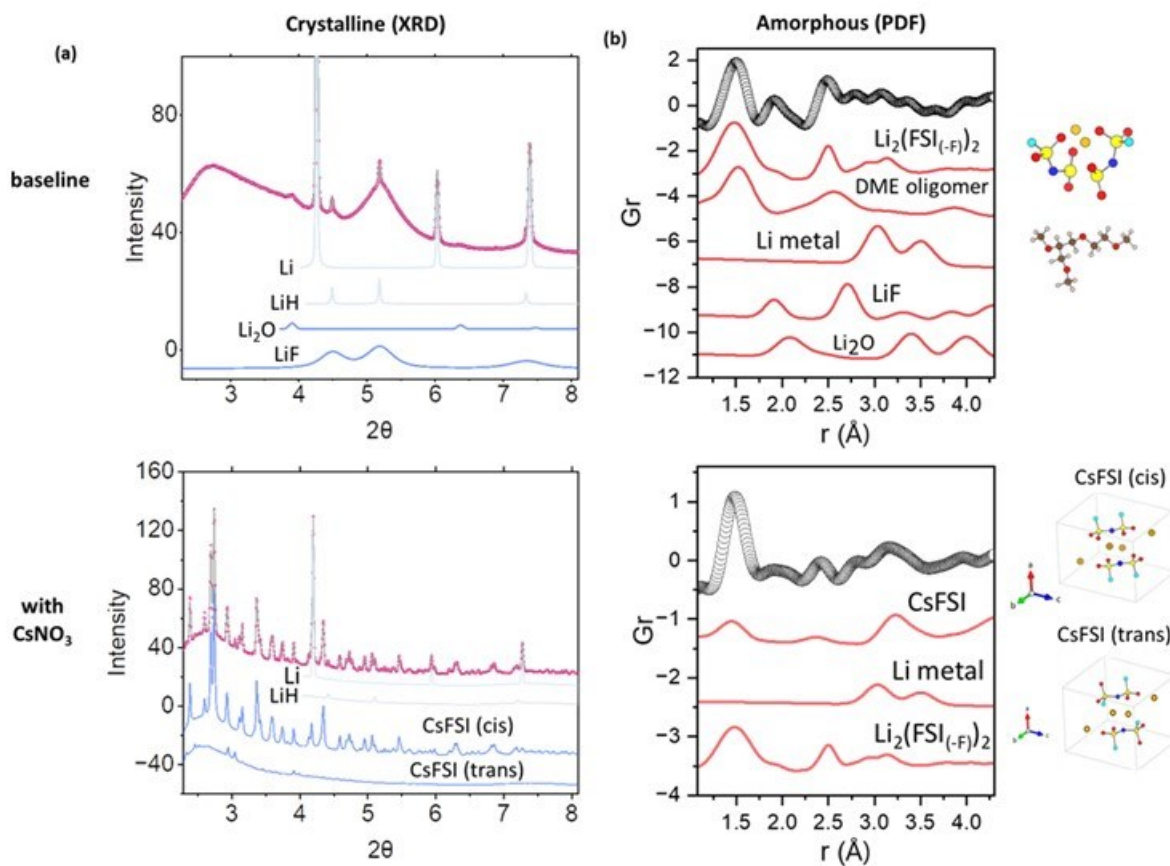 Crystalline (XRD)
Amorphous (PDF)
(a)
(b)
baseline
Intensity
80
40
0
Li
LiH
Li₂O
LiF
3 4 5 6 7 8
2θ
Gr
2
0
−2
−4
−6
−8
−10
−12
Li₂(FSI₍₋F₎)₂
DME oligomer
Li metal
LiF
Li₂O
1.5 2.0 2.5 3.0 3.5 4.0
r (Å)
with
CsNO₃
Intensity
160
120
80
40
0
−40
Li
LiH
CsFSI (cis)
CsFSI (trans)
3 4 5 6 7 8
2θ
Gr
1
0
−1
−2
−3
−4
CsFSI
Li metal
Li₂(FSI₍₋F₎)₂
1.5 2.0 2.5 3.0 3.5 4.0
r (Å)
CsFSI (cis)
a
b
c
CsFSI (trans)
a
b
c